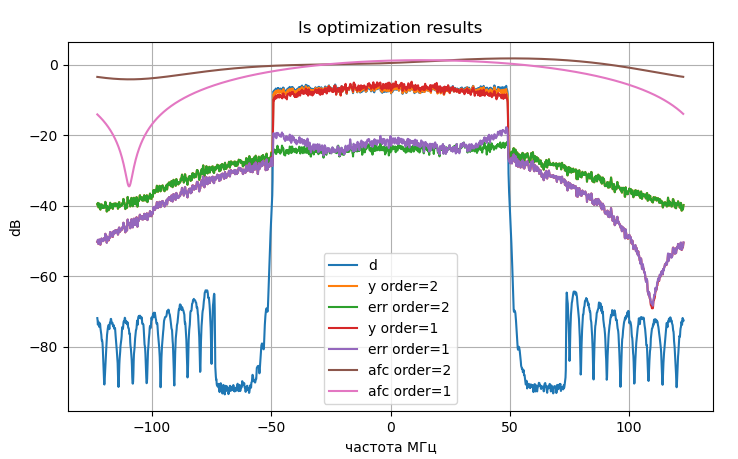 ls optimization results
dB
0
−20
−40
−60
−80
d
y order=2
err order=2
y order=1
err order=1
afc order=2
afc order=1
−100
−50
0
50
100
частота МГц